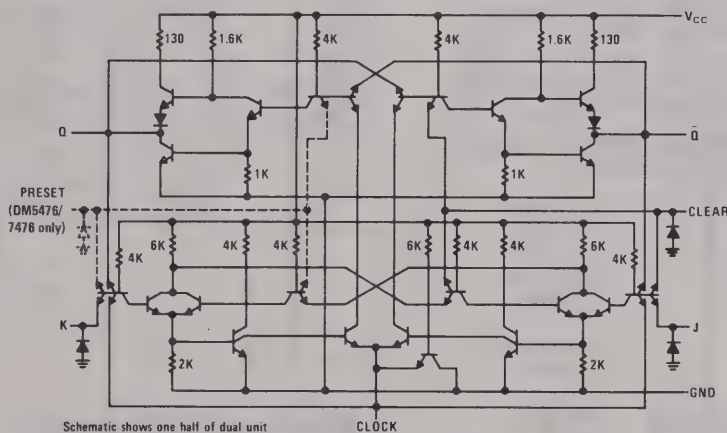 V_CC
130 1.6K 4K 4K 1.6K 130
Q Q̄
1K 1K
PRESET
(DM5476/
7476 only)
CLEAR
4K 6K 4K 4K 6K 4K 4K 6K 4K
K J
2K 2K
GND
Schematic shows one half of dual unit
CLOCK